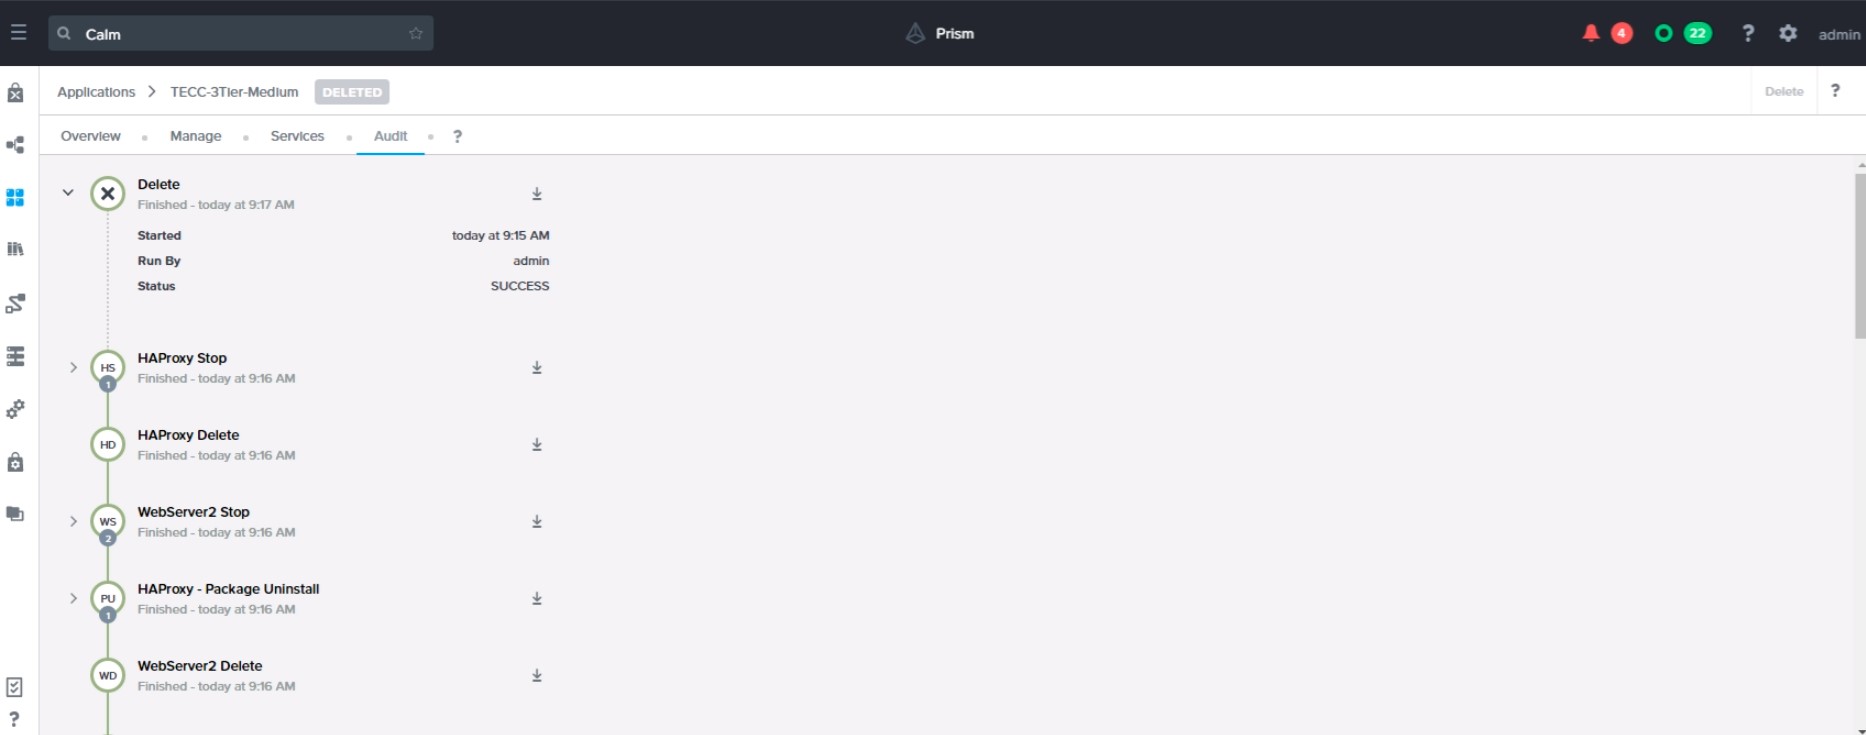 Calm
Prism
4
22
?
admin
Applications > TECC-3Tier-Medium DELETED
Delete
?
Overview
Manage
Services
Audit
?
Delete
Finished - today at 9:17 AM
Started today at 9:15 AM
Run By admin
Status SUCCESS
HS
1
HAProxy Stop
Finished - today at 9:16 AM
HD
HAProxy Delete
Finished - today at 9:16 AM
WS
2
WebServer2 Stop
Finished - today at 9:16 AM
PU
1
HAProxy - Package Uninstall
Finished - today at 9:16 AM
WD
WebServer2 Delete
Finished - today at 9:16 AM
?